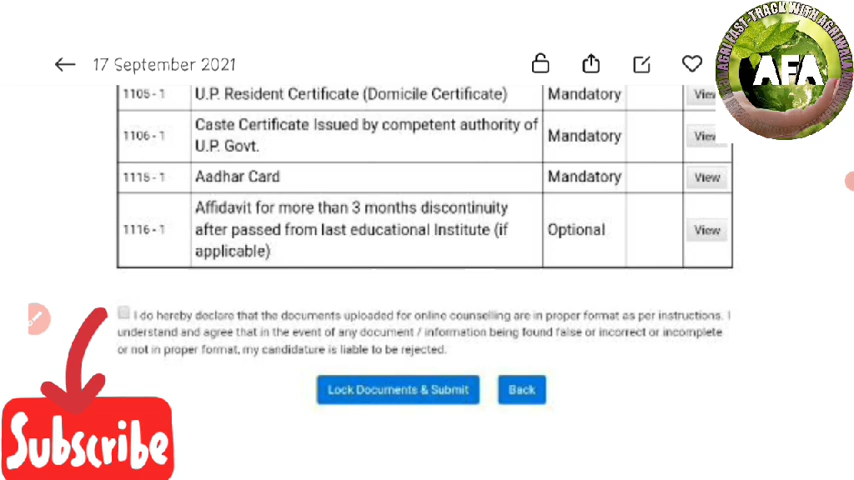 17 September 2021
AGRI FAST-TRACK WITH AGRIWALA
AFA
1105 - 1 U.P. Resident Certificate (Domicile Certificate) Mandatory View
Caste Certificate Issued by competent authority of
1106 - 1 U.P. Govt. Mandatory View
1115 - 1 Aadhar Card Mandatory View
Affidavit for more than 3 months discontinuity
1116 - 1 after passed from last educational Institute (if Optional View
applicable)
I do hereby declare that the documents uploaded for online counselling are in proper format as per instructions. I
understand and agree that in the event of any document / information being found false or incorrect or incomplete
or not in proper format, my candidature is liable to be rejected.
Lock Documents & Submit Back
Subscribe